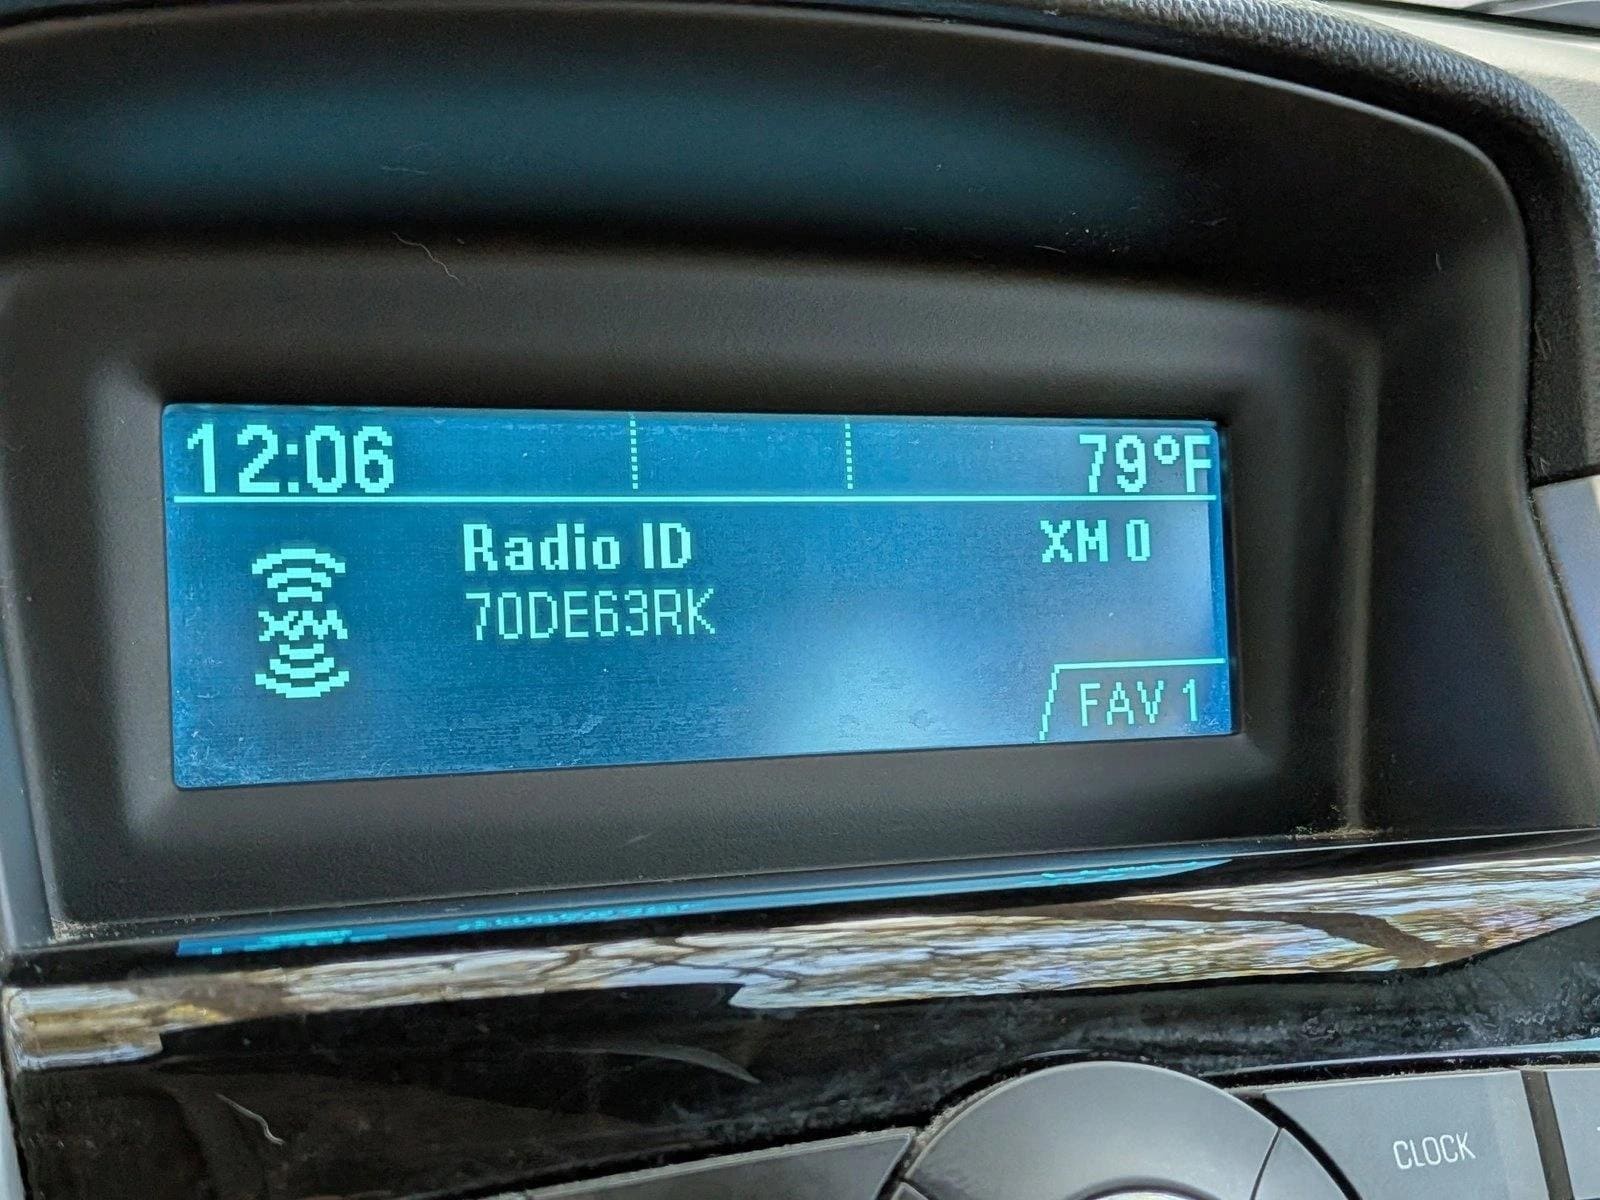 12:06 79°F
Radio ID XM 0
70DE63RK
XM
FAV 1
CLOCK